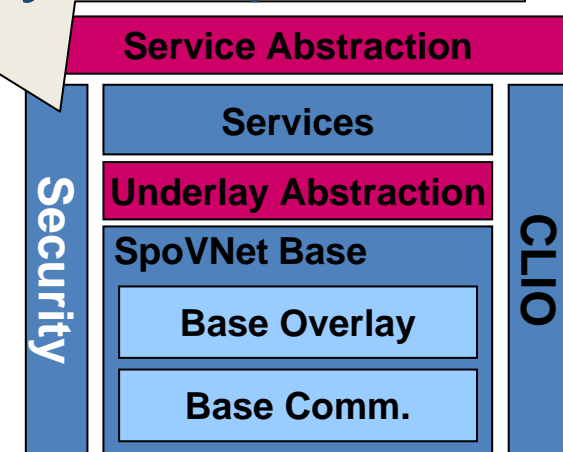 Service Abstraction
Services
Security
Underlay Abstraction
CLIO
SpoVNet Base
Base Overlay
Base Comm.